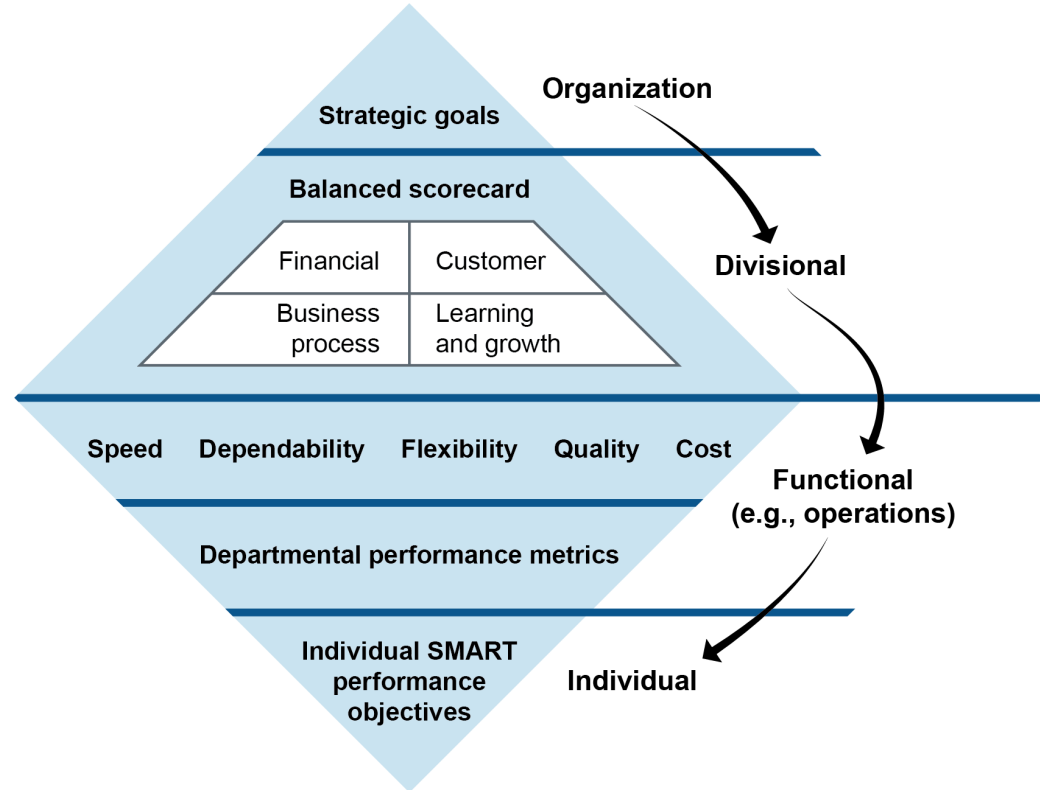 Organization
Strategic goals
Balanced scorecard
Financial
Customer
Divisional
Business
process
Learning
and growth
Speed Dependability Flexibility Quality Cost
Functional
(e.g., operations)
Departmental performance metrics
Individual SMART
performance
objectives
Individual